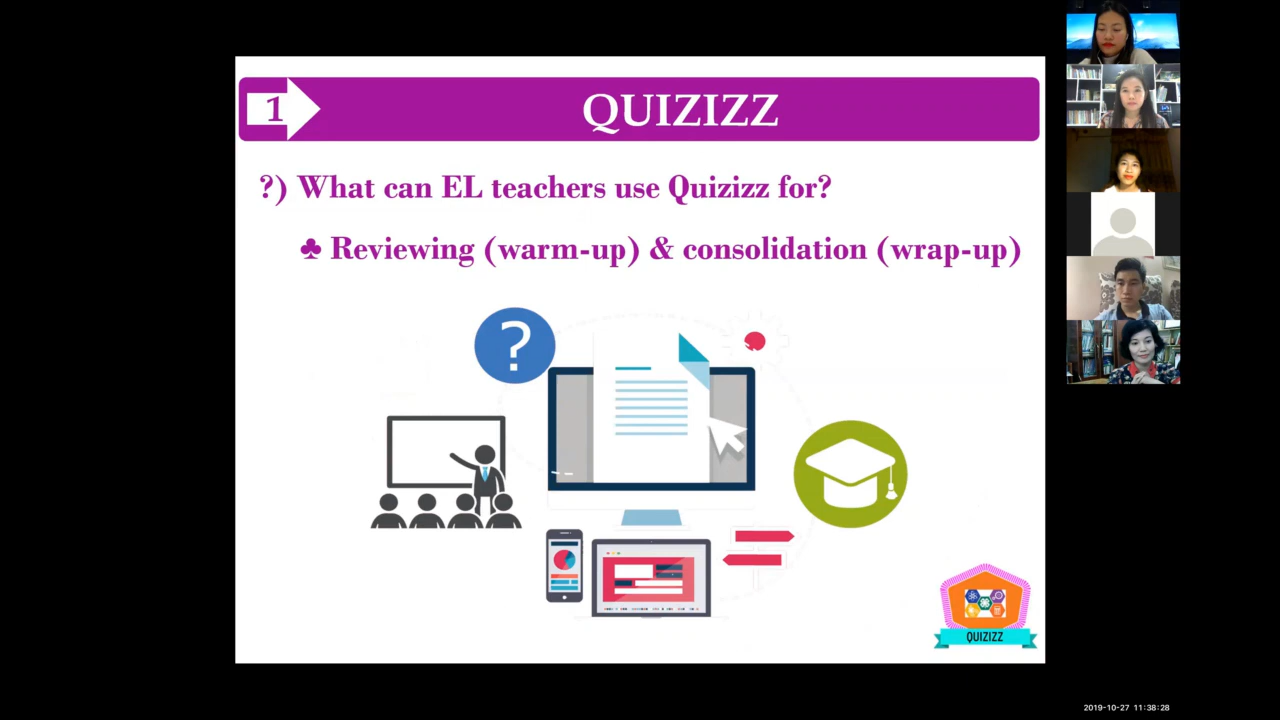 1
QUIZIZZ
?) What can EL teachers use Quizizz for?
♣ Reviewing (warm-up) & consolidation (wrap-up)
?
QUIZIZZ
2019-10-27 11:38:28